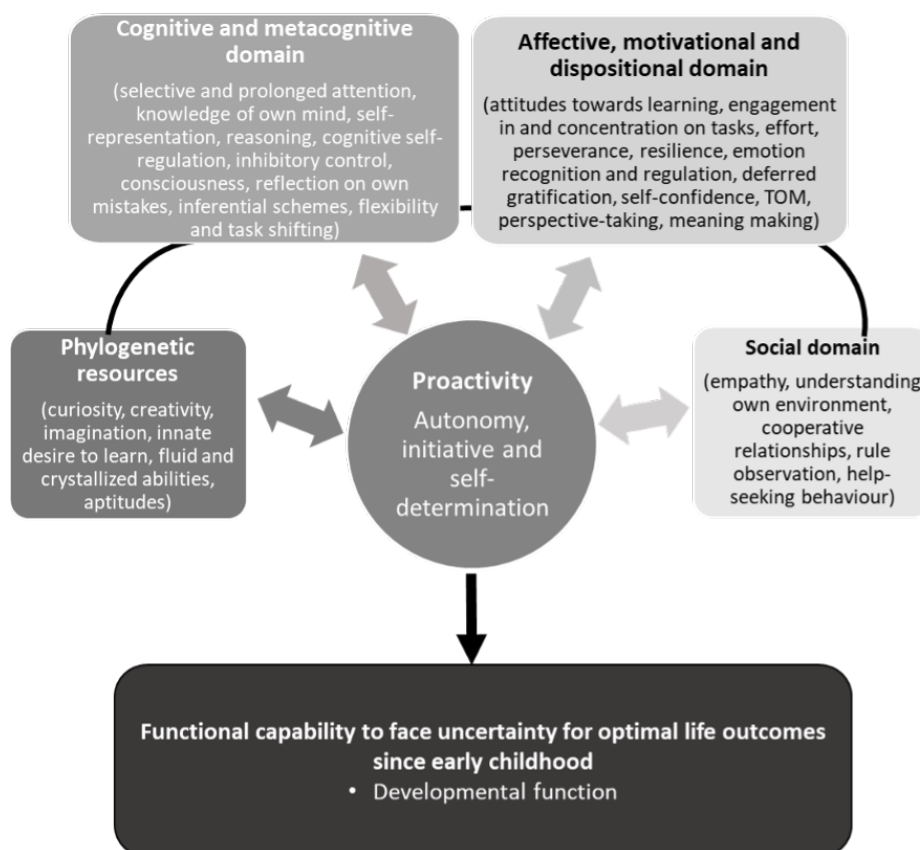 Cognitive and metacognitive
domain
(selective and prolonged attention,
knowledge of own mind, self-
representation, reasoning, cognitive self-
regulation, inhibitory control,
consciousness, reflection on own
mistakes, inferential schemes, flexibility
and task shifting)
Affective, motivational and
dispositional domain
(attitudes towards learning, engagement
in and concentration on tasks, effort,
perseverance, resilience, emotion
recognition and regulation, deferred
gratification, self-confidence, TOM,
perspective-taking, meaning making)
Phylogenetic
resources
(curiosity, creativity,
imagination, innate
desire to learn, fluid and
crystallized abilities,
aptitudes)
Proactivity
Autonomy,
initiative and
self-
determination
Social domain
(empathy, understanding
own environment,
cooperative
relationships, rule
observation, help-
seeking behaviour)
Functional capability to face uncertainty for optimal life outcomes
since early childhood
• Developmental function